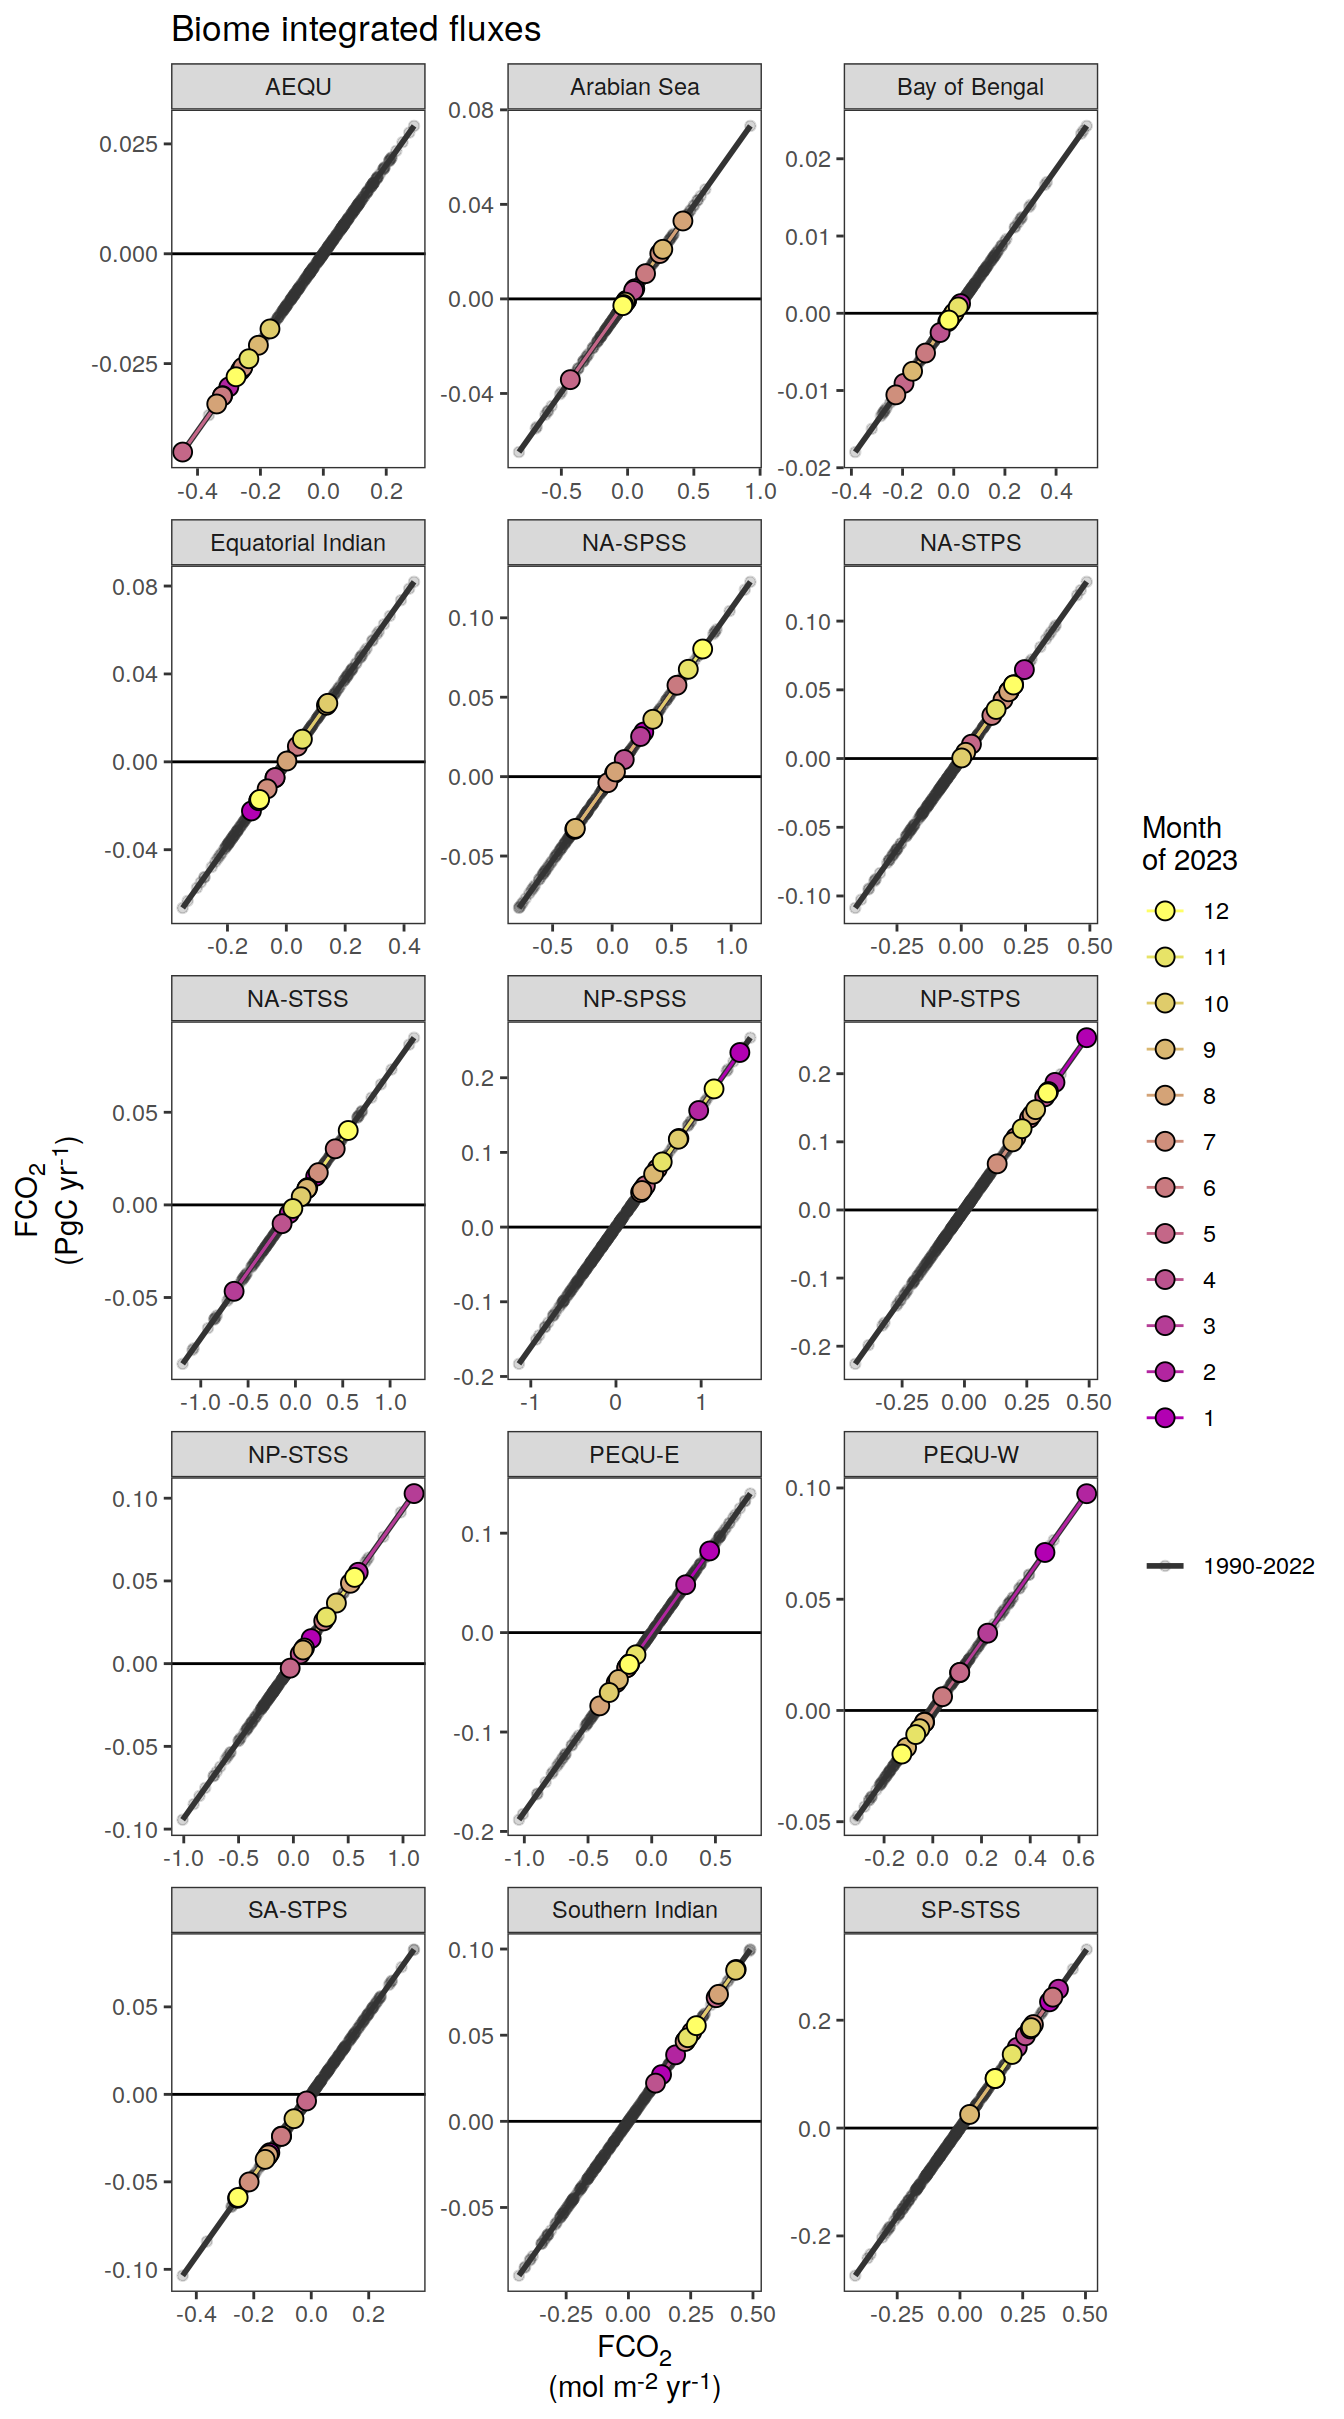 Biome integrated fluxes
AEQU
Arabian Sea
Bay of Bengal
0.025
0.000
-0.025
-0.4 -0.2 0.0 0.2
0.08
0.04
0.00
-0.04
-0.5 0.0 0.5 1.0
0.02
0.01
0.00
-0.01
-0.02
-0.4 -0.2 0.0 0.2 0.4
Equatorial Indian
NA-SPSS
NA-STPS
0.08
0.04
0.00
-0.04
-0.2 0.0 0.2 0.4
0.10
0.05
0.00
-0.05
-0.5 0.0 0.5 1.0
0.10
0.05
0.00
-0.05
-0.10
-0.25 0.00 0.25 0.50
NA-STSS
NP-SPSS
NP-STPS
0.05
0.00
-0.05
-1.0 -0.5 0.0 0.5 1.0
0.2
0.1
0.0
-0.1
-0.2
-1 0 1
0.2
0.1
0.0
-0.1
-0.2
-0.25 0.00 0.25 0.50
NP-STSS
PEQU-E
PEQU-W
0.10
0.05
0.00
-0.05
-0.10
-1.0 -0.5 0.0 0.5 1.0
0.1
0.0
-0.1
-0.2
-1.0 -0.5 0.0 0.5
0.10
0.05
0.00
-0.05
-0.2 0.0 0.2 0.4 0.6
SA-STPS
Southern Indian
SP-STSS
0.05
0.00
-0.05
-0.10
-0.4 -0.2 0.0 0.2
0.10
0.05
0.00
-0.05
-0.25 0.00 0.25 0.50
0.2
0.0
-0.2
-0.25 0.00 0.25 0.50
FCO2
(PgC yr-1)
FCO2
(mol m-2 yr-1)
Month
of 2023
12
11
10
9
8
7
6
5
4
3
2
1
1990-2022